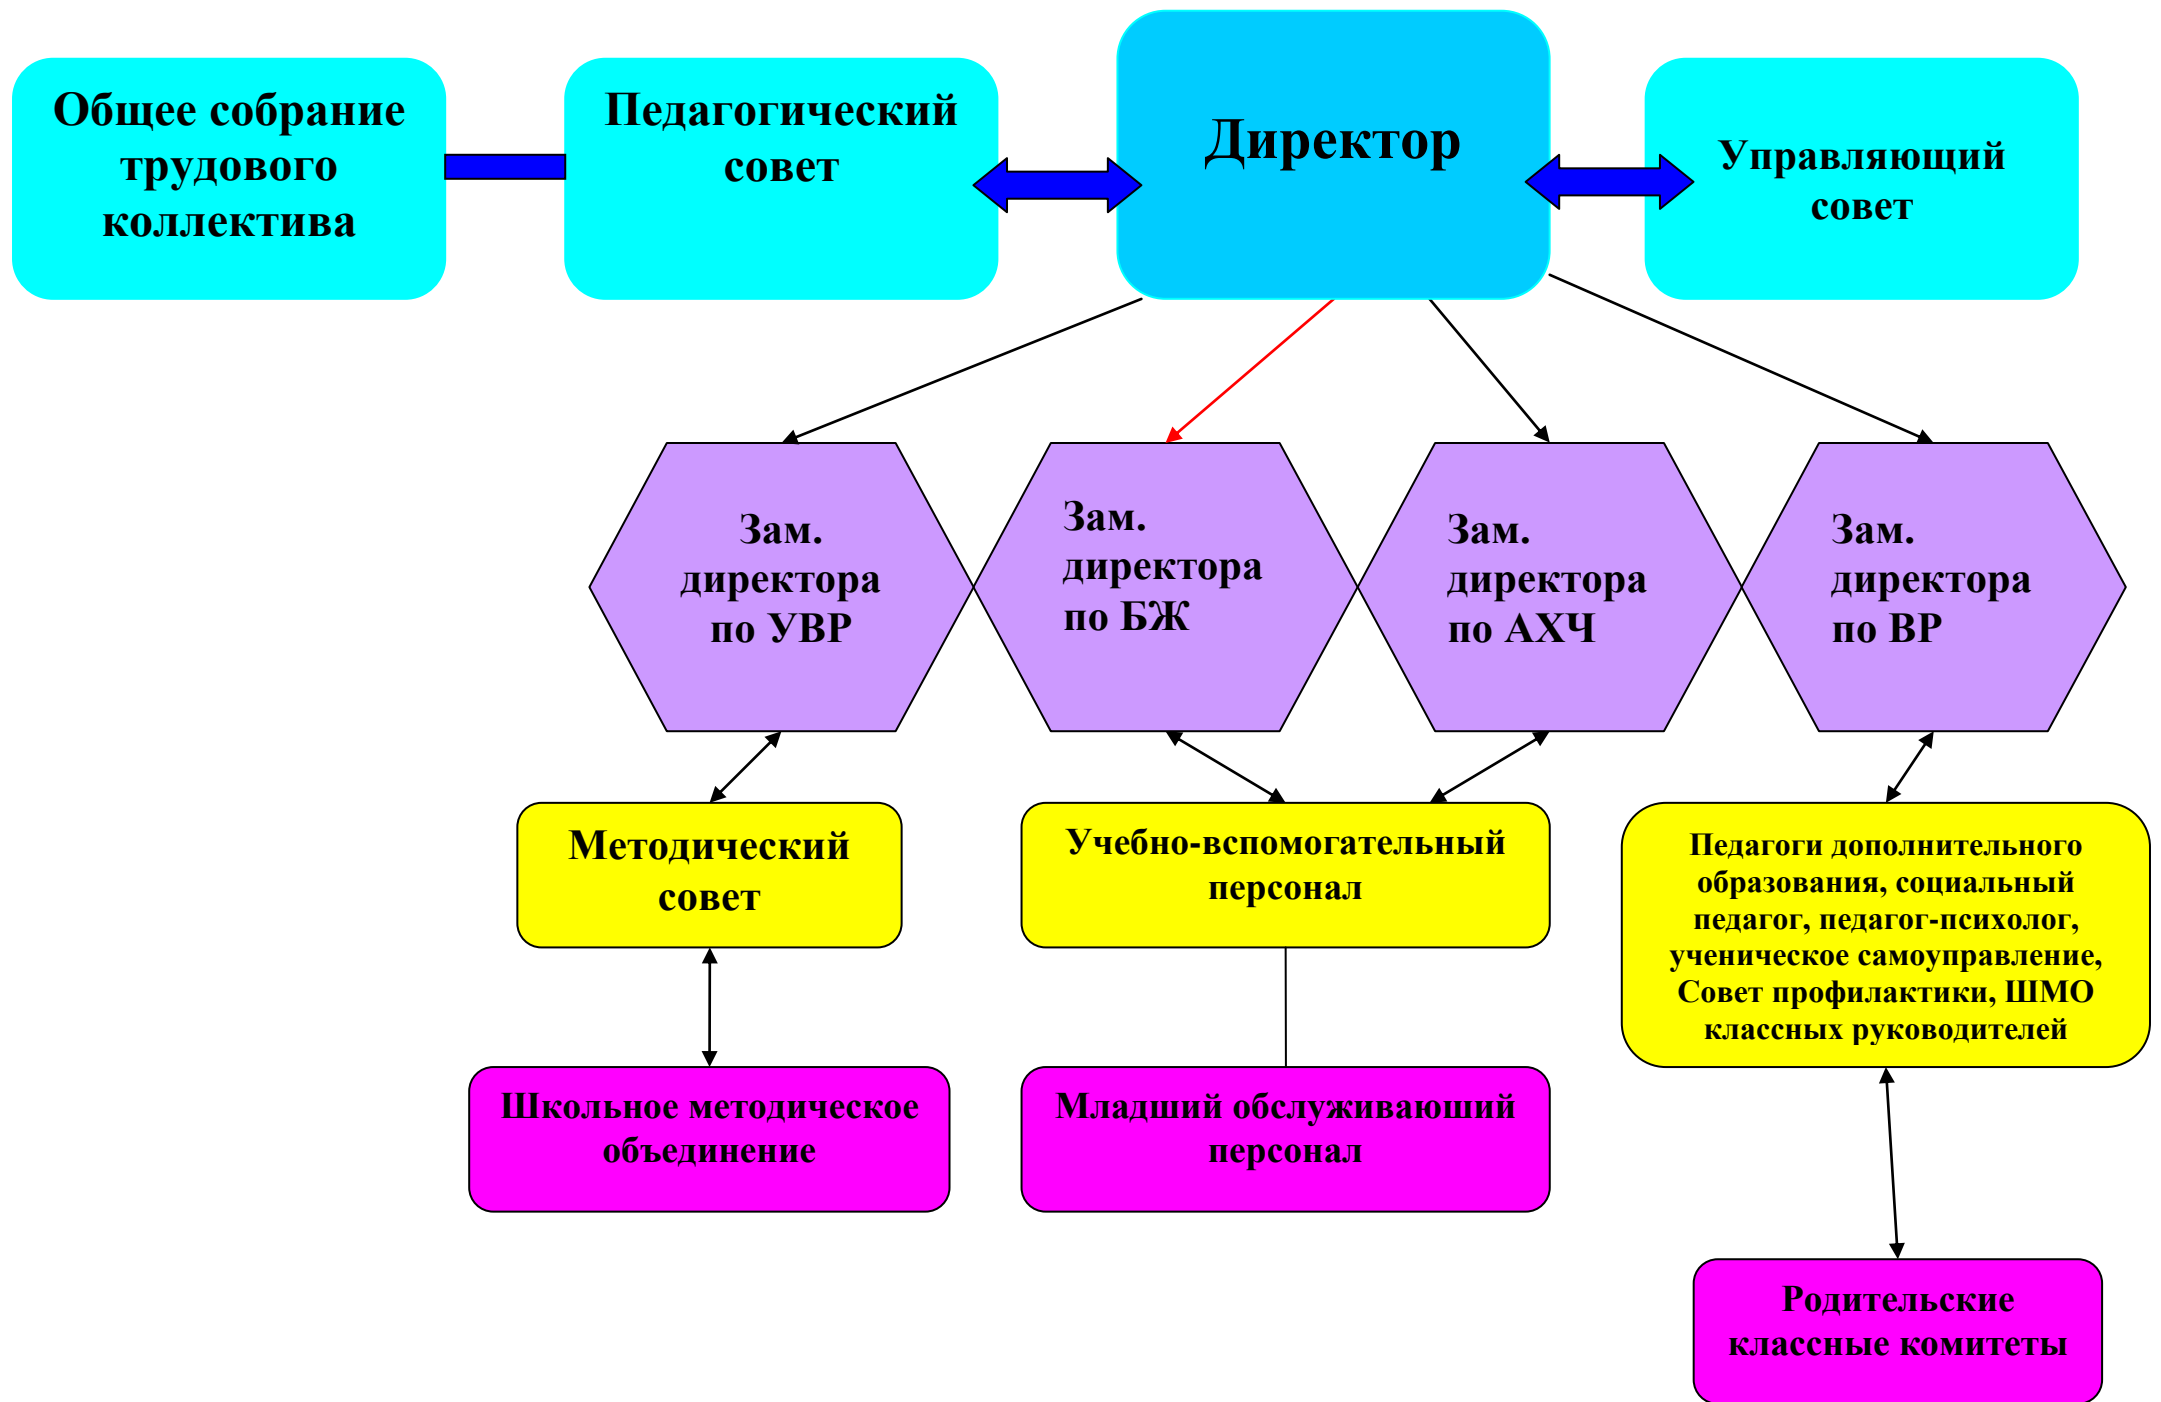 Общее собрание
трудового
коллектива
Педагогический
совет
Директор
Управляющий
совет
Зам.
директора
по УВР
Зам.
директора
по БЖ
Зам.
директора
по АХЧ
Зам.
директора
по ВР
Методический
совет
Учебно-вспомогательный
персонал
Педагоги дополнительного
образования, социальный
педагог, педагог-психолог,
ученическое самоуправление,
Совет профилактики, ШМО
классных руководителей
Школьное методическое
объединение
Младший обслуживаюший
персонал
Родительские
классные комитеты